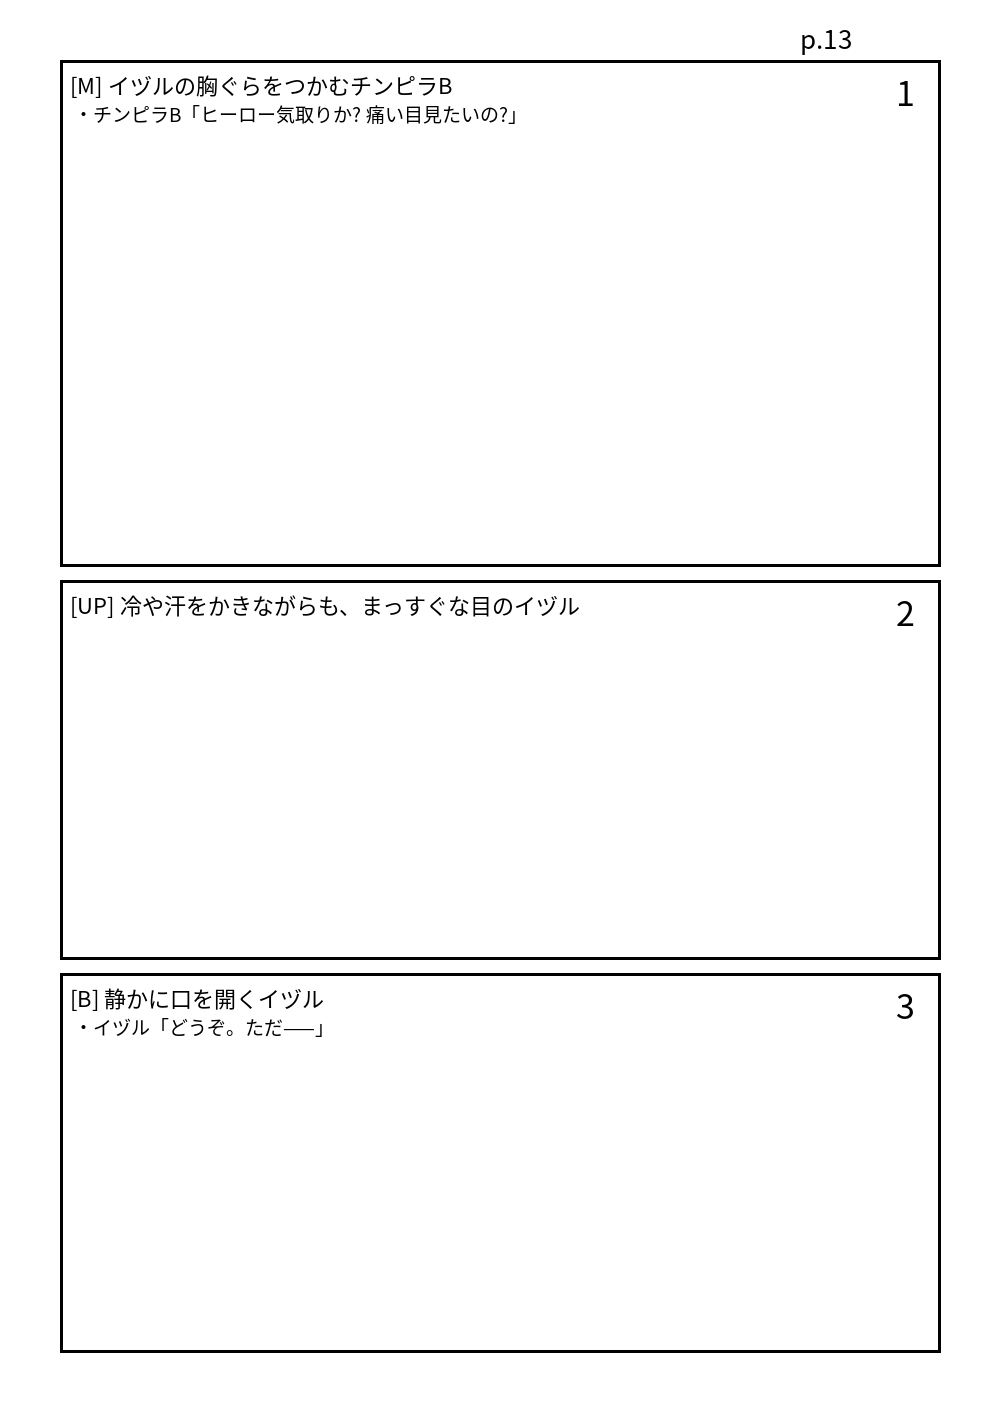 p.13
[M] イヅルの胸ぐらをつかむチンピラB
1
・チンピラB「ヒーロー気取りか? 痛い目見たいの?」
[UP] 冷や汗をかきながらも、まっすぐな目のイヅル
2
[B] 静かに口を開くイヅル
3
・イヅル「どうぞ。ただ――」